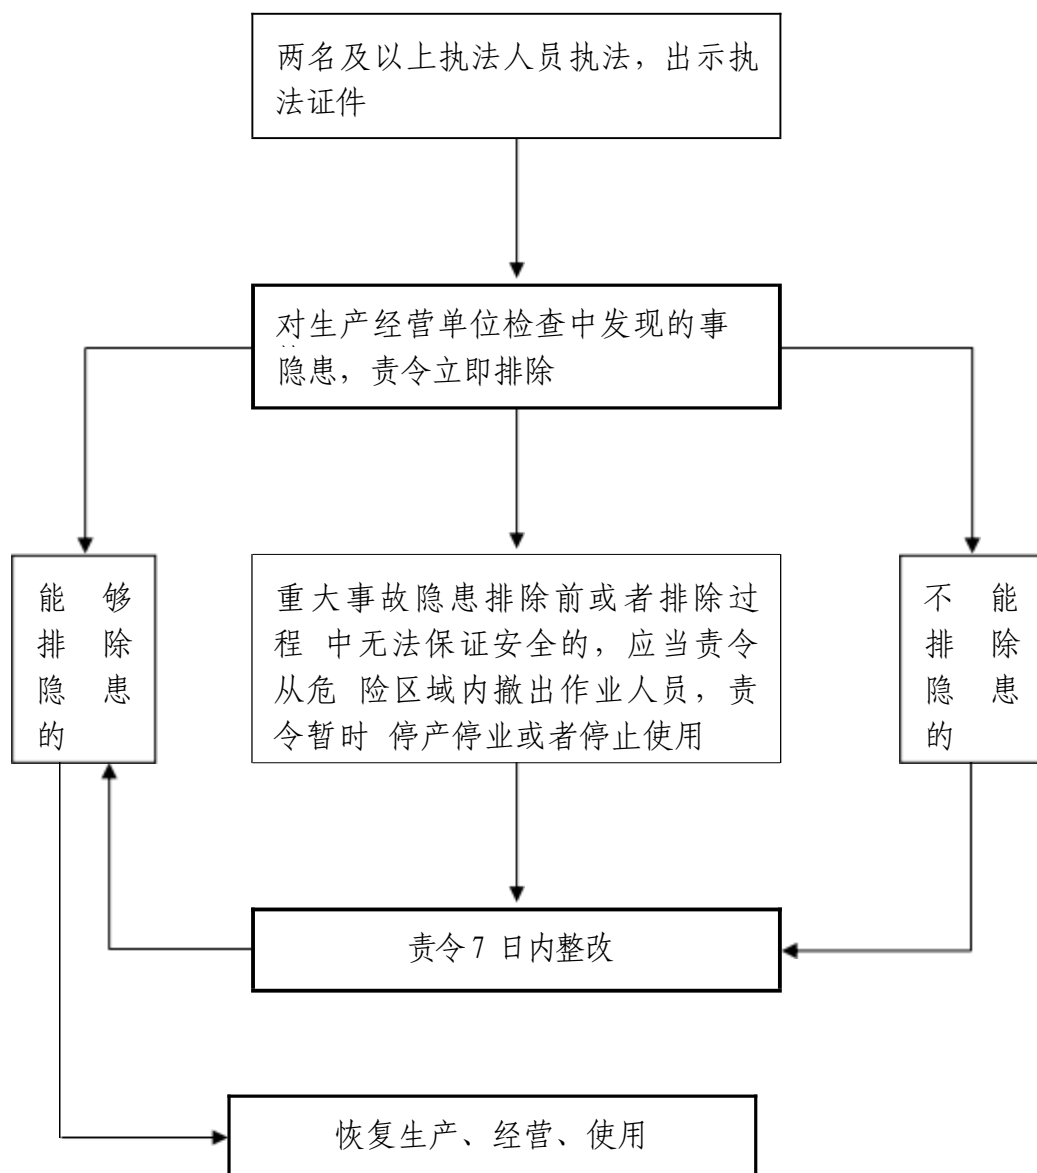 两名及以上执法人员执法，出示执
法证件
对生产经营单位检查中发现的事
隐患，责令立即排除
能 够
排 除
隐 患
的
重大事故隐患排除前或者排除过
程 中无法保证安全的，应当责令
从危 险区域内撤出作业人员，责
令暂时 停产停业或者停止使用
不 能
排 除
隐 患
的
责令7 日内整改
恢复生产、经营、使用